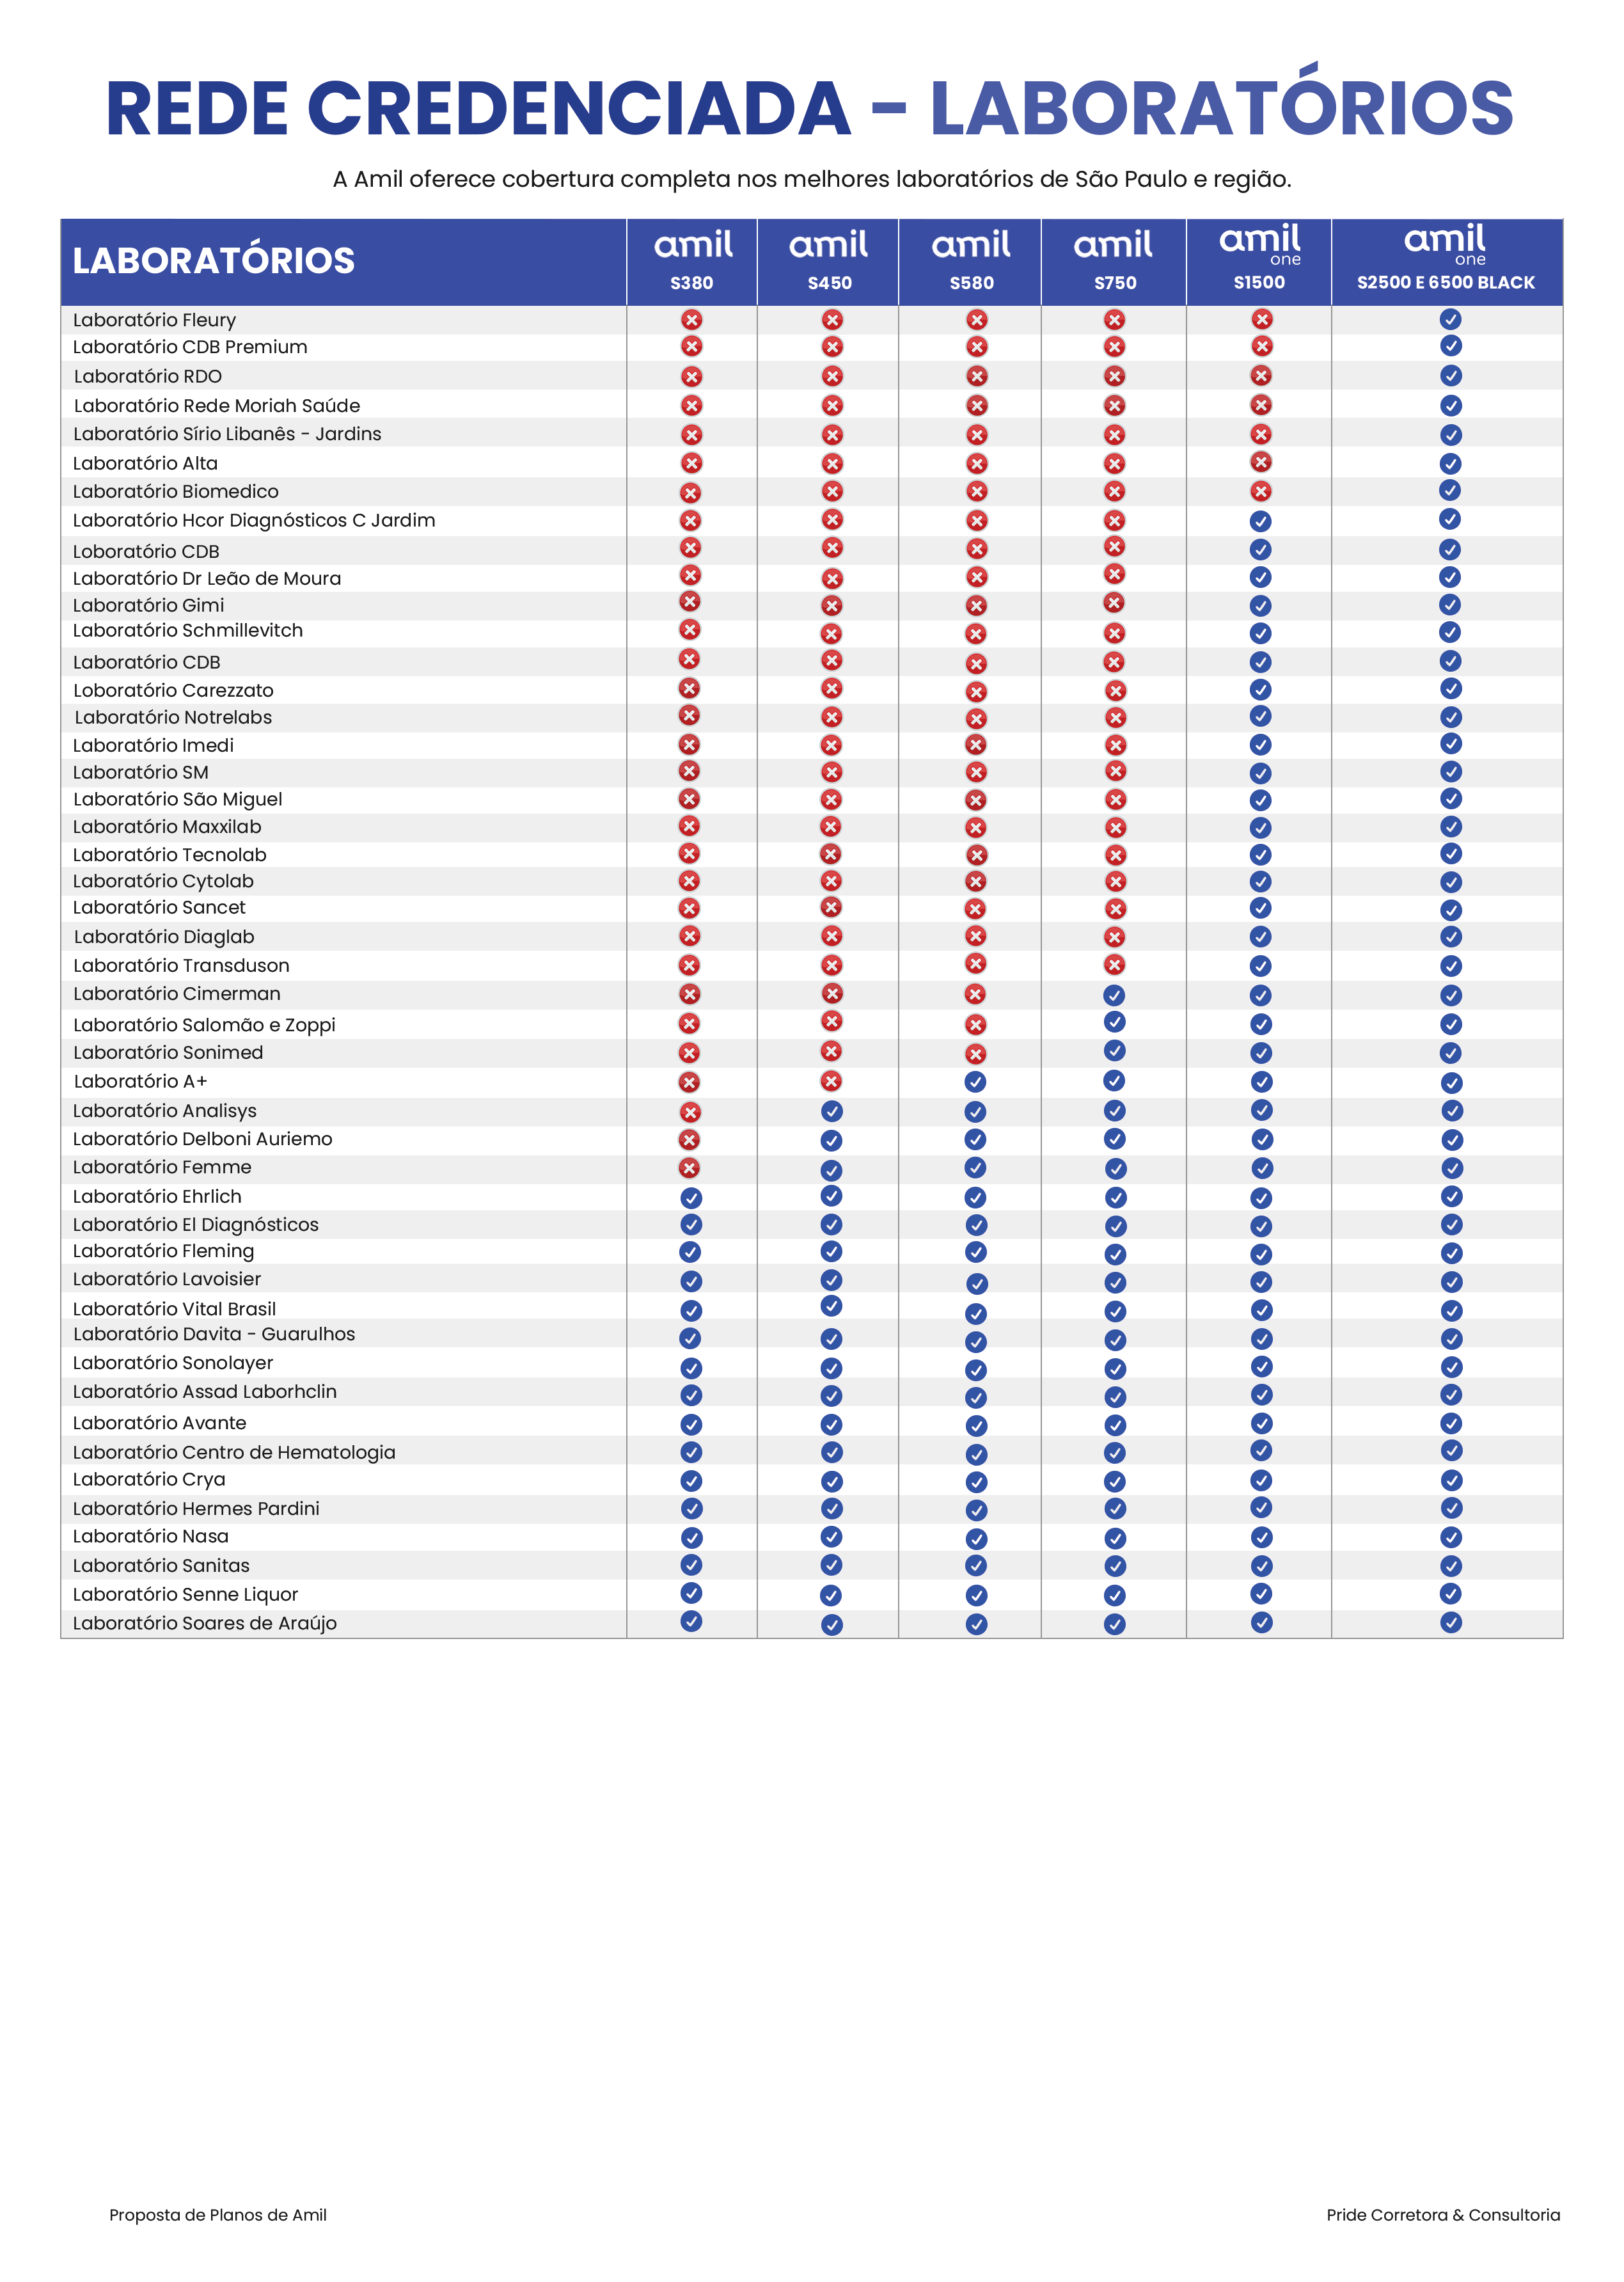 REDE CREDENCIADA - LABORATÓRIOS
A Amil oferece cobertura completa nos melhores laboratórios de São Paulo e região.
LABORATÓRIOS
amil S380
amil S450
amil S580
amil S750
amil one S1500
amil one S2500 E 6500 BLACK
Laboratório Fleury
Laboratório CDB Premium
Laboratório RDO
Laboratório Rede Moriah Saúde
Laboratório Sírio Libanês - Jardins
Laboratório Alta
Laboratório Biomedico
Laboratório Hcor Diagnósticos C Jardim
Loboratório CDB
Laboratório Dr Leão de Moura
Laboratório Gimi
Laboratório Schmillevitch
Laboratório CDB
Loboratório Carezzato
Laboratório Notrelabs
Laboratório Imedi
Laboratório SM
Laboratório São Miguel
Laboratório Maxxilab
Laboratório Tecnolab
Laboratório Cytolab
Laboratório Sancet
Laboratório Diaglab
Laboratório Transduson
Laboratório Cimerman
Laboratório Salomão e Zoppi
Laboratório Sonimed
Laboratório A+
Laboratório Analisys
Laboratório Delboni Auriemo
Laboratório Femme
Laboratório Ehrlich
Laboratório El Diagnósticos
Laboratório Fleming
Laboratório Lavoisier
Laboratório Vital Brasil
Laboratório Davita - Guarulhos
Laboratório Sonolayer
Laboratório Assad Laborhclin
Laboratório Avante
Laboratório Centro de Hematologia
Laboratório Crya
Laboratório Hermes Pardini
Laboratório Nasa
Laboratório Sanitas
Laboratório Senne Liquor
Laboratório Soares de Araújo
Proposta de Planos de Amil
Pride Corretora & Consultoria